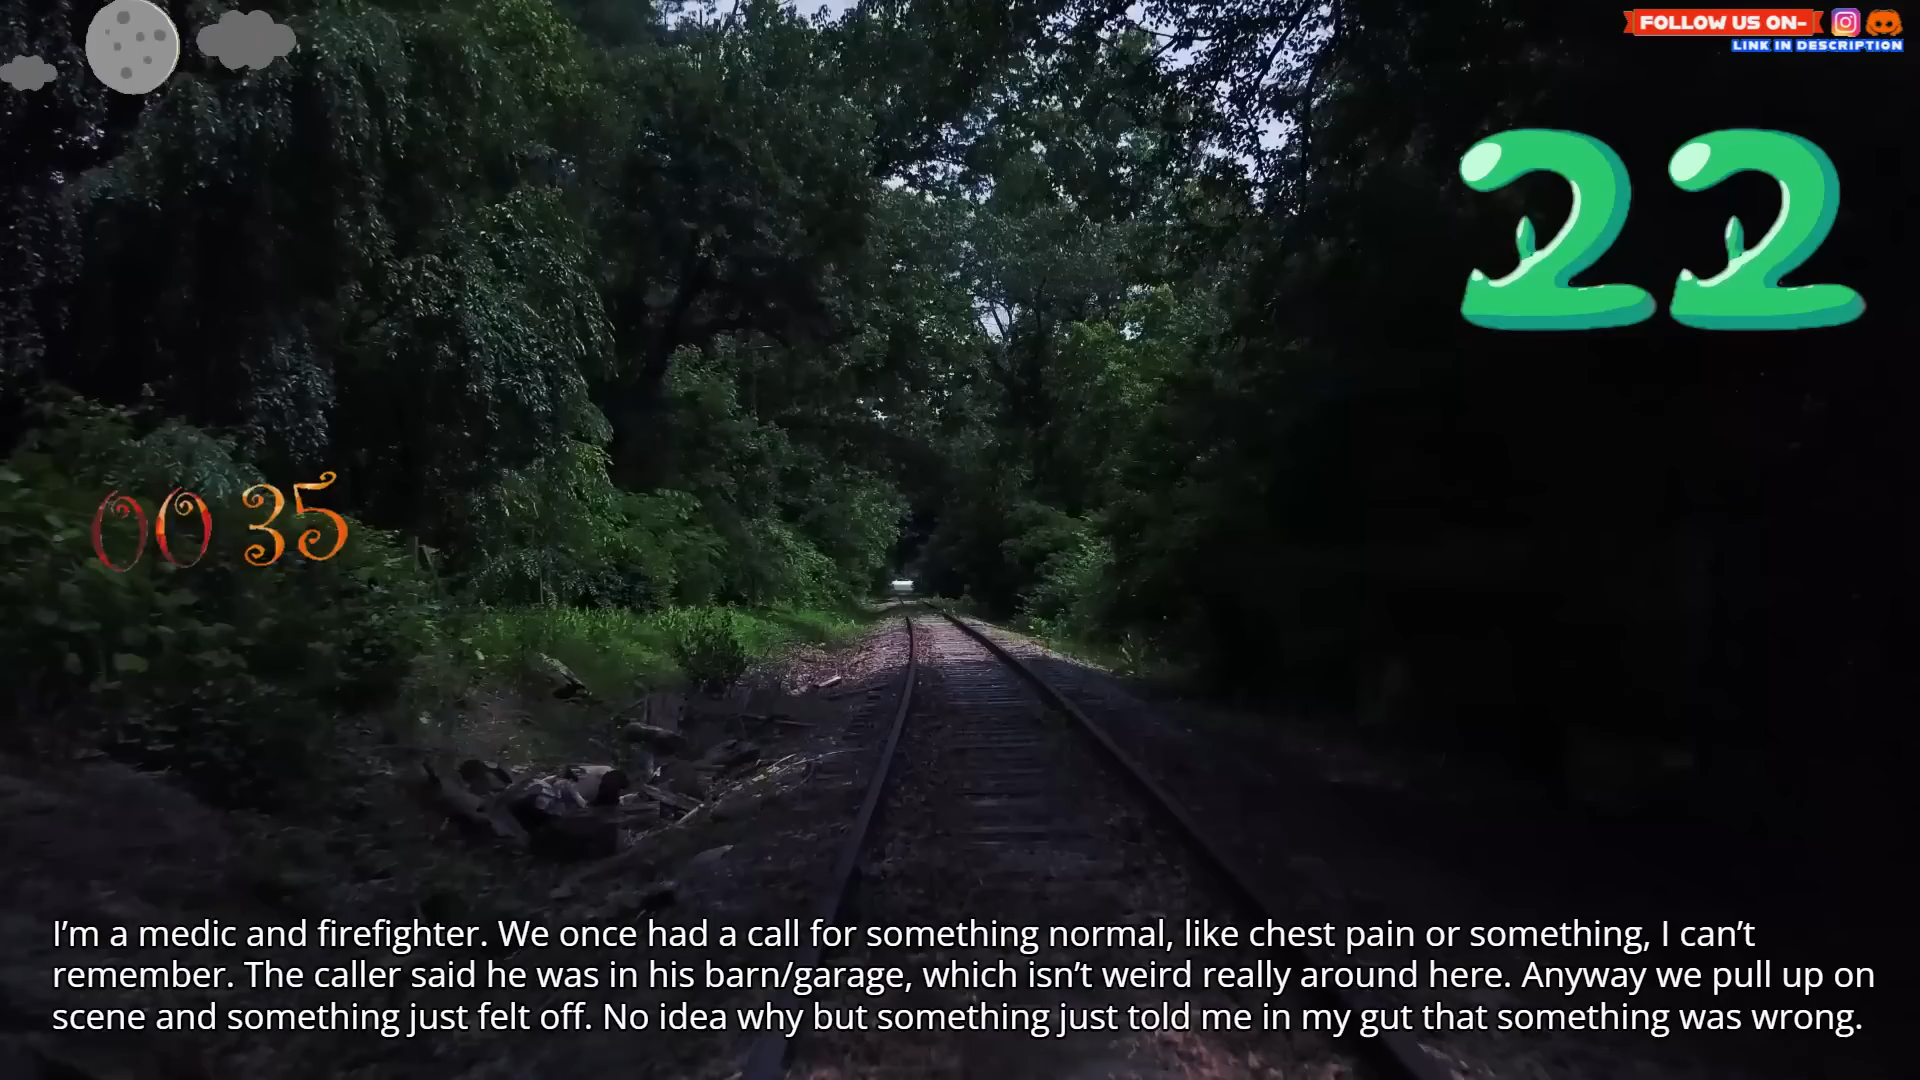 FOLLOW US ON-
LINK IN DESCRIPTION
22
00 35
I’m a medic and firefighter. We once had a call for something normal, like chest pain or something, I can’t
remember. The caller said he was in his barn/garage, which isn’t weird really around here. Anyway we pull up on
scene and something just felt off. No idea why but something just told me in my gut that something was wrong.